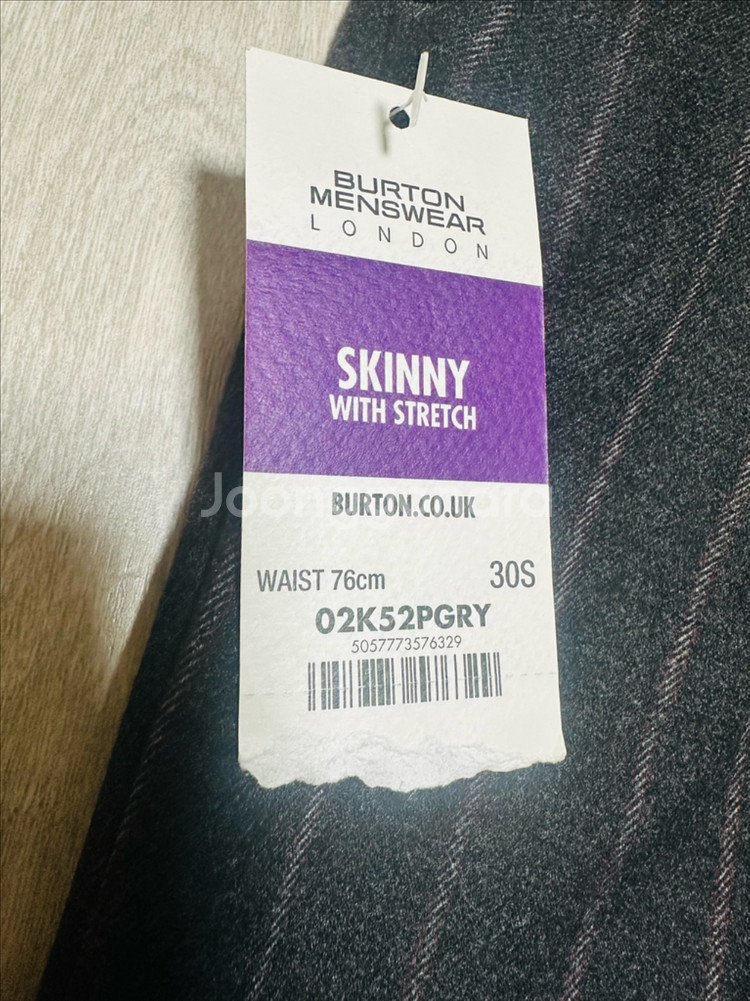 BURTON
MENSWEAR
LONDON
SKINNY
WITH STRETCH
BURTON.CO.UK
WAIST 76cm 30S
02K52PGRY
5057773576329